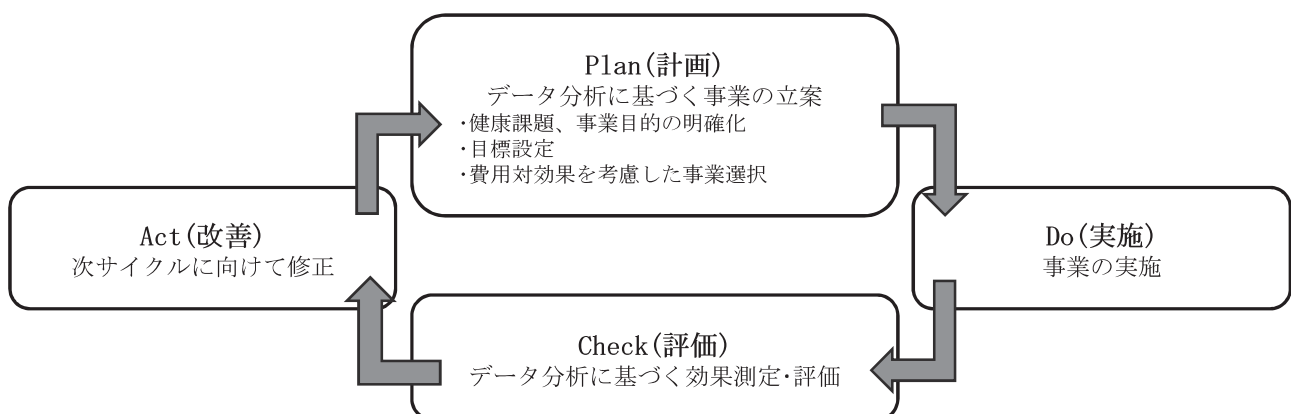 Plan(計画)
データ分析に基づく事業の立案
・健康課題、事業目的の明確化
・目標設定
・費用対効果を考慮した事業選択
Act(改善)
次サイクルに向けて修正
Do(実施)
事業の実施
Check(評価)
データ分析に基づく効果測定・評価